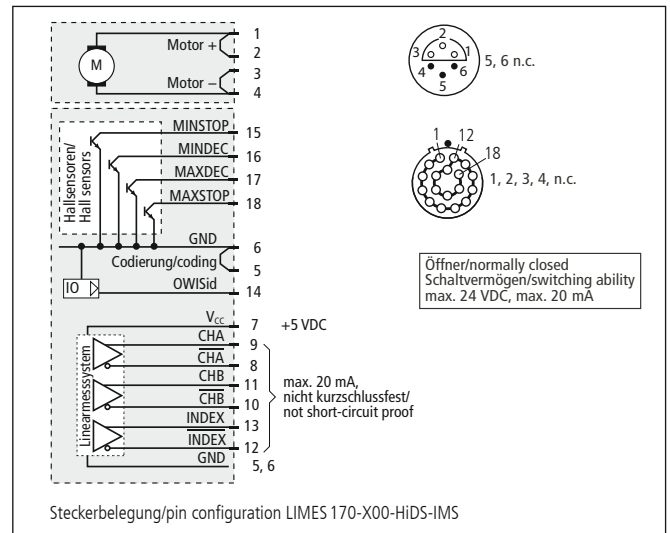 1
Motor +
2
M
3
Motor –
4
2
3 1
4 6
5
5, 6 n.c.
Hallsensoren/
Hall sensors
MINSTOP 15
MINDEC 16
MAXDEC 17
MAXSTOP 18
GND 6
Codierung/coding
5
IO
OWISid 14
1 12
18
1, 2, 3, 4, n.c.
Öffner/normally closed
Schaltvermögen/switching ability
max. 24 VDC, max. 20 mA
Linearmesssystem
VCC 7 +5 VDC
CHA 9
CHA 8
CHB 11
CHB 10
INDEX 13
INDEX 12
GND 5, 6
max. 20 mA,
nicht kurzschlussfest/
not short-circuit proof
Steckerbelegung/pin configuration LIMES 170-X00-HiDS-IMS